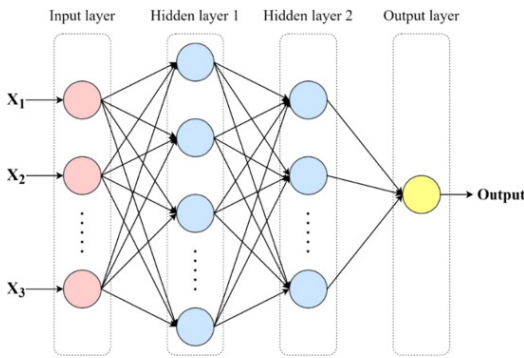 Input layer Hidden layer 1 Hidden layer 2 Output layer
X1
X2
Output
X3